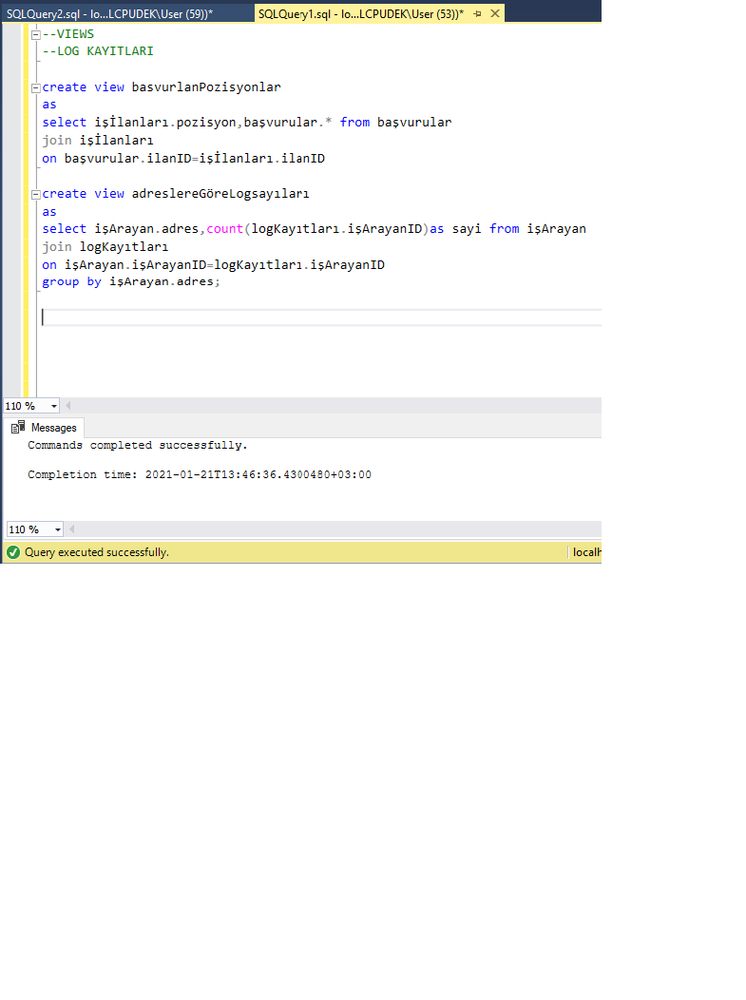 SQLQuery2.sql - lo...LCPUDEK\User (59))*
SQLQuery1.sql - lo...LCPUDEK\User (53))*
--VIEWS
--LOG KAYITLARI
create view basvurlanPozisyonlar
as
select işİlanları.pozisyon,başvurular.* from başvurular
join işİlanları
on başvurular.ilanID=işİlanları.ilanID
create view adreslereGöreLogsayıları
as
select işArayan.adres,count(logKayıtları.işArayanID)as sayi from işArayan
join logKayıtları
on işArayan.işArayanID=logKayıtları.işArayanID
group by işArayan.adres;
110 %
Messages
Commands completed successfully.
Completion time: 2021-01-21T13:46:36.4300480+03:00
110 %
Query executed successfully.
localh